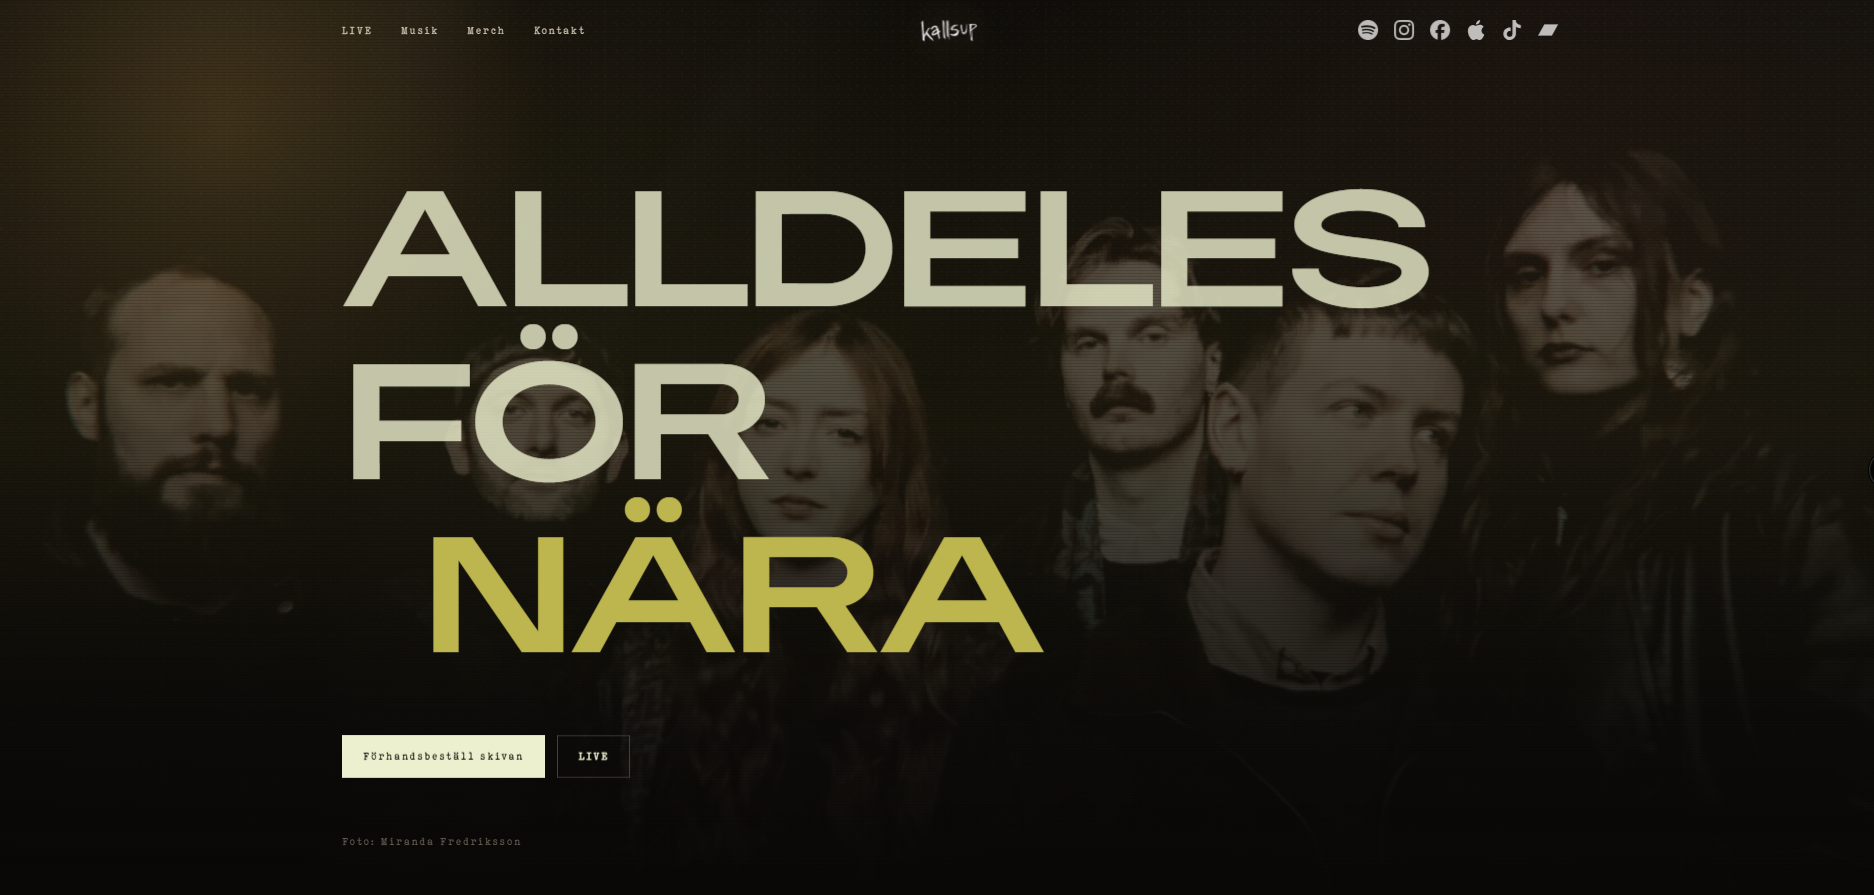 LIVE Musik Merch Kontakt
kallsup
ALLDELES
FÖR
NÄRA
Förhandsbeställ skivan
LIVE
Foto: Miranda Fredriksson